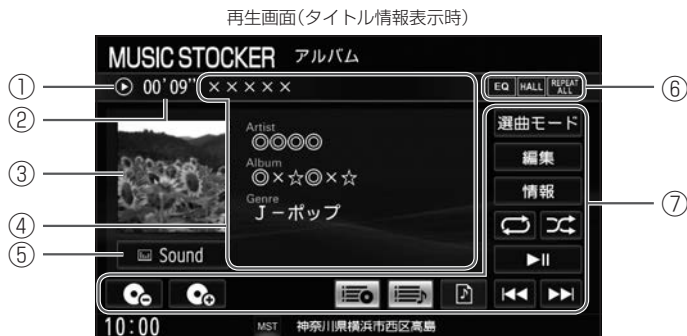 再生画面(タイトル情報表示時)
MUSIC STOCKER アルバム
① 00'09" ×××××
EQ HALL REPEAT ALL ⑥
②
選曲モード
Artist
◎◎◎◎
編集
③
Album
◎×☆◎×☆
情報
Genre
J-ポップ
④
⑦
⑤ Sound
10:00 MST 神奈川県横浜市西区高島